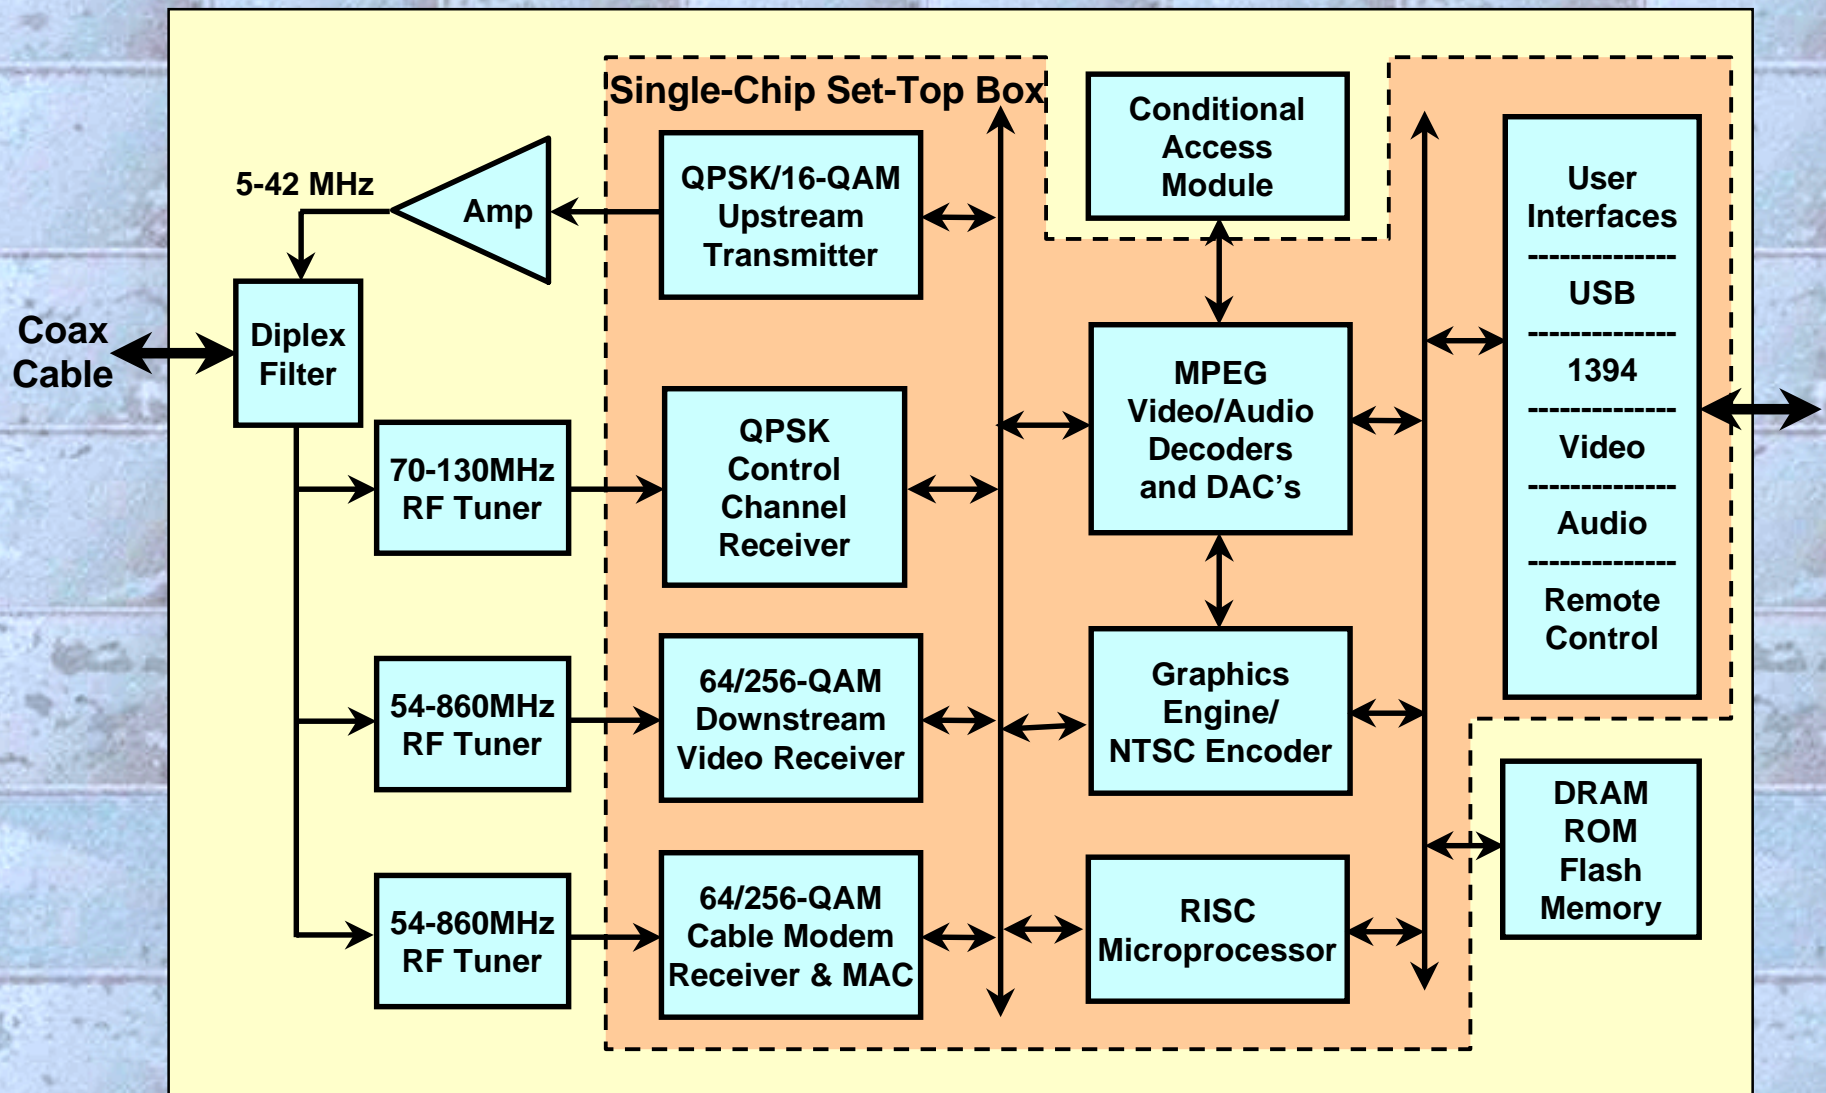 Single-Chip Set-Top Box
Coax
Cable
Diplex
Filter
5-42 MHz
Amp
QPSK/16-QAM
Upstream
Transmitter
70-130MHz
RF Tuner
QPSK
Control
Channel
Receiver
54-860MHz
RF Tuner
64/256-QAM
Downstream
Video Receiver
54-860MHz
RF Tuner
64/256-QAM
Cable Modem
Receiver & MAC
Conditional
Access
Module
MPEG
Video/Audio
Decoders
and DAC's
Graphics
Engine/
NTSC Encoder
RISC
Microprocessor
User
Interfaces
--------------
USB
--------------
1394
--------------
Video
--------------
Audio
--------------
Remote
Control
DRAM
ROM
Flash
Memory